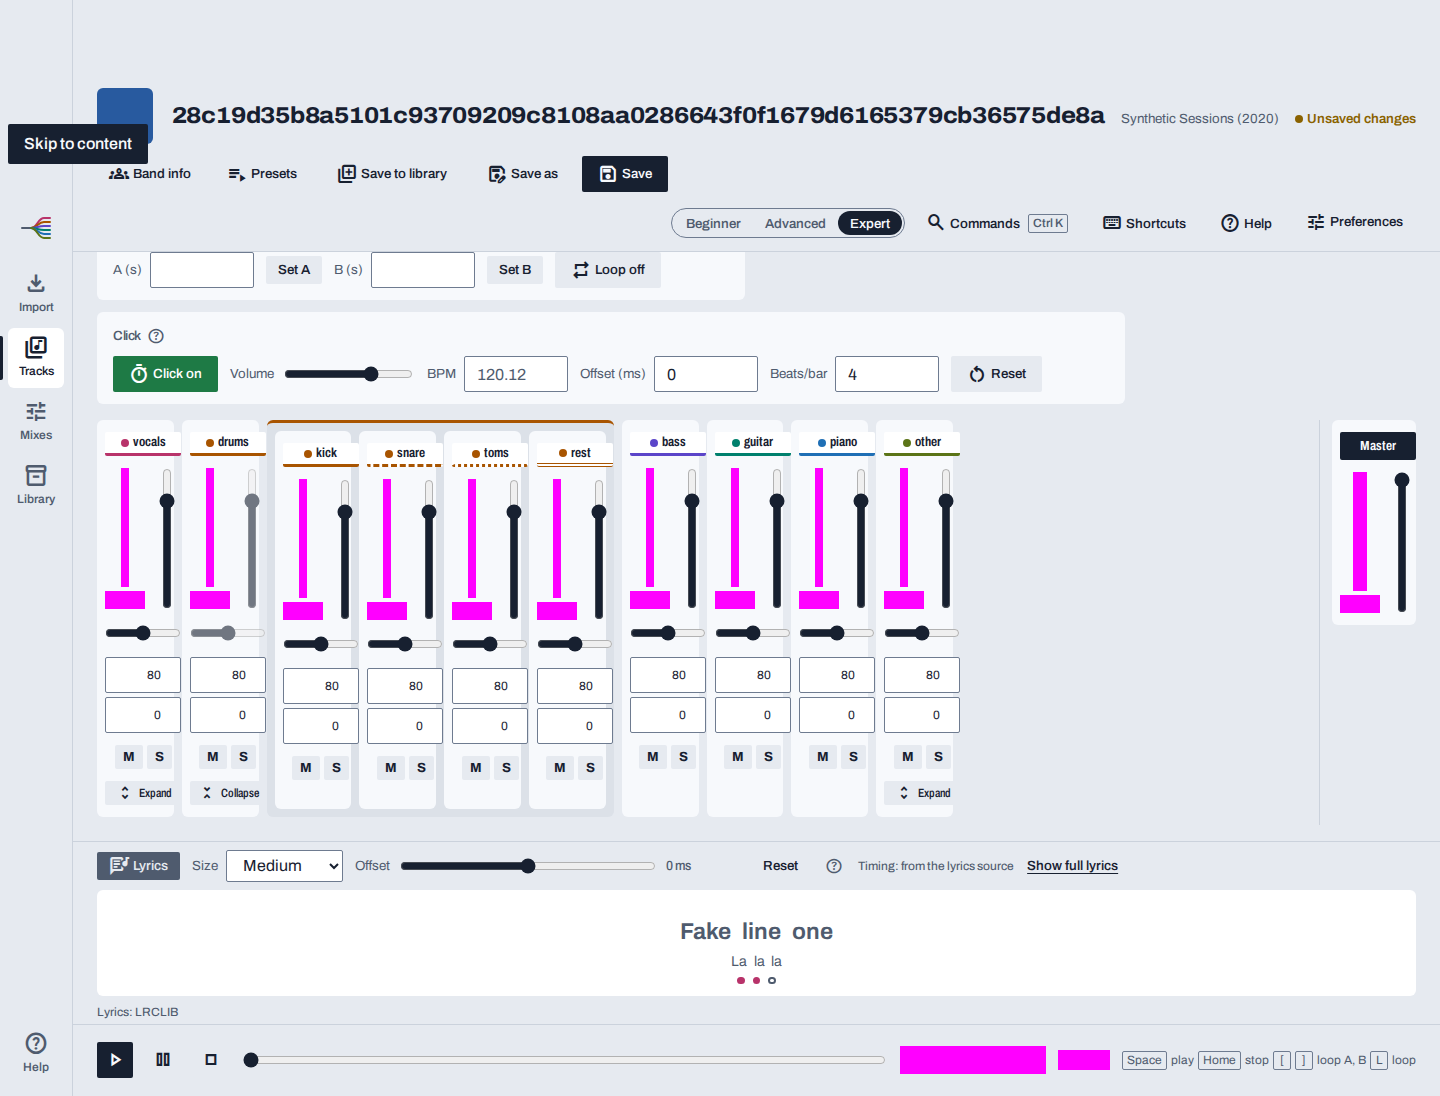 28c19d35b8a5101c93709209c8108aa0286643f0f1679d6165379cb36575de8a Synthetic Sessions (2020) Unsaved changes
Skip to content
Band info Presets Save to library Save as Save
Beginner Advanced Expert Commands Ctrl K Shortcuts Help Preferences
Import
Tracks
Mixes
Library
Help
A (s) Set A B (s) Set B Loop off
Click
Click on Volume BPM 120.12 Offset (ms) 0 Beats/bar 4 Reset
vocals drums kick snare toms rest bass guitar piano other Master
80 80 80 80 80 80 80 80 80 80
0 0 0 0 0 0 0 0 0 0
M S M S M S M S M S M S M S M S M S M S
Expand Collapse Expand
Lyrics Size Medium Offset 0 ms Reset Timing: from the lyrics source Show full lyrics
Fake line one
La la la
Lyrics: LRCLIB
Space play Home stop [ ] loop A, B L loop